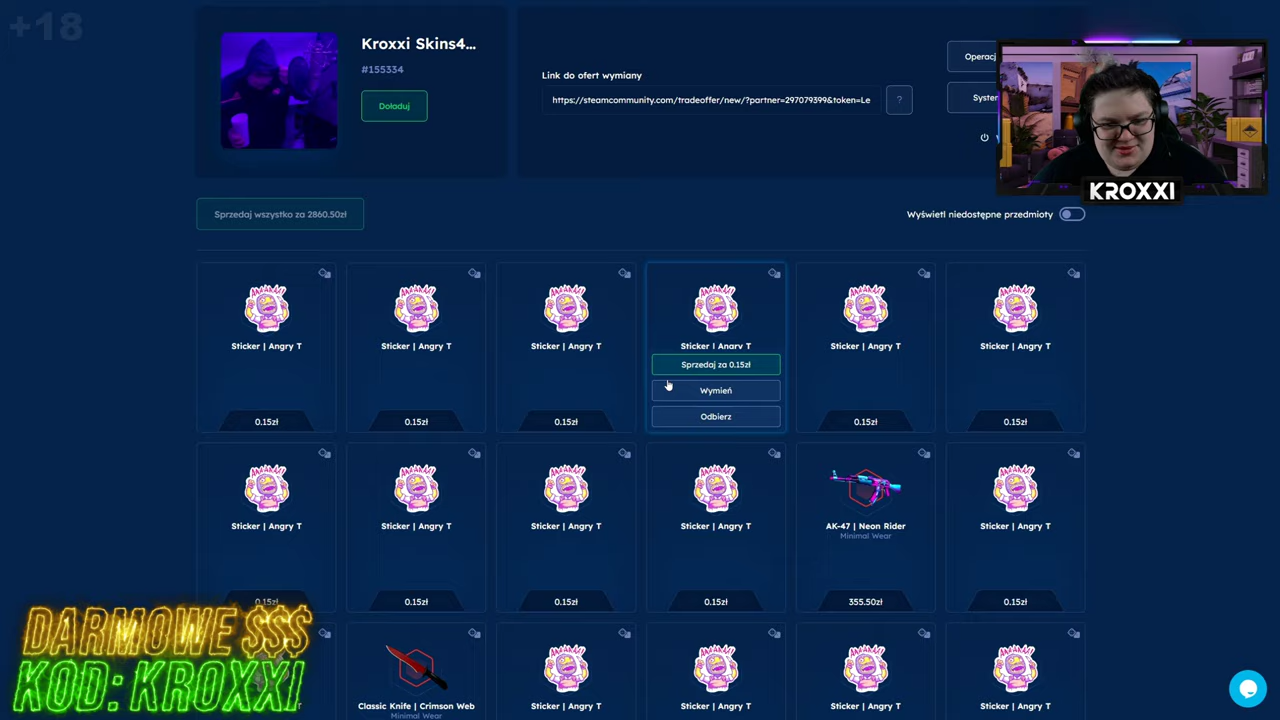 +18
Kroxxi Skins4...
#155334
Doładuj
Link do ofert wymiany
https://steamcommunity.com/tradeoffer/new/?partner=297079399&token=Le
?
Operacj
System
KROXXI
Sprzedaj wszystko za 2860.50zł
Wyświetl niedostępne przedmioty
Sticker | Angry T
Sticker | Angry T
Sticker | Angry T
Sticker | Angry T
Sticker | Angry T
Sticker | Angry T
Sprzedaj za 0.15zł
Wymień
Odbierz
0.15zł
0.15zł
0.15zł
0.15zł
0.15zł
Sticker | Angry T
Sticker | Angry T
Sticker | Angry T
Sticker | Angry T
AK-47 | Neon Rider
Minimal Wear
Sticker | Angry T
0.15zł
0.15zł
0.15zł
0.15zł
355.50zł
0.15zł
DARMOWE $$$
KOD: KROXXI
Classic Knife | Crimson Web
Minimal Wear
Sticker | Angry T
Sticker | Angry T
Sticker | Angry T
Sticker | Angry T